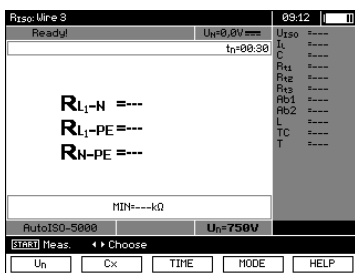 RISO: Wire 3 09:12
Ready! UN=0,0V
tn=00:30
RL1-N =---
RL1-PE =---
RN-PE =---
MIN=---kΩ
UISO =---
IL =---
C =---
Rt1 =---
Rt2 =---
Rt3 =---
Ab1 =---
Ab2 =---
L =---
TC =---
T =---
AutoISO-5000 Un=750V
START Meas. Choose
Un Cx TIME MODE HELP